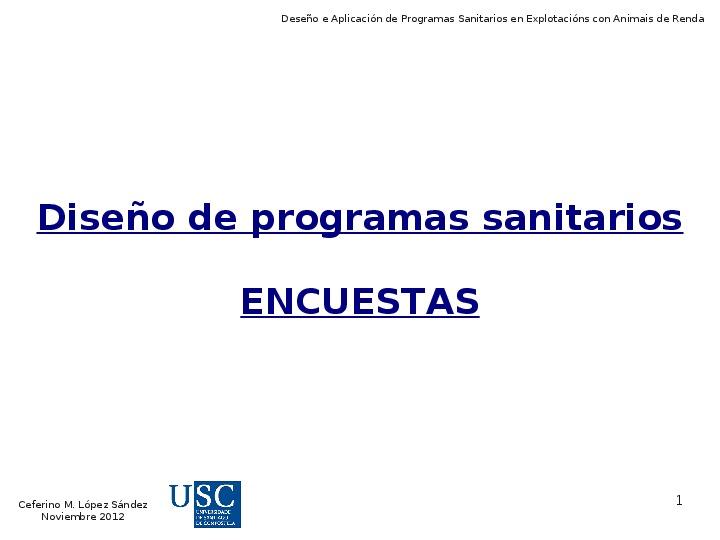 Deseño e Aplicación de Programas Sanitarios en Explotacións con Animais de Renda
Diseño de programas sanitarios
ENCUESTAS
Ceferino M. López Sández
Noviembre 2012
USC
UNIVERSIDADE
DE SANTIAGO
DE COMPOSTELA
1